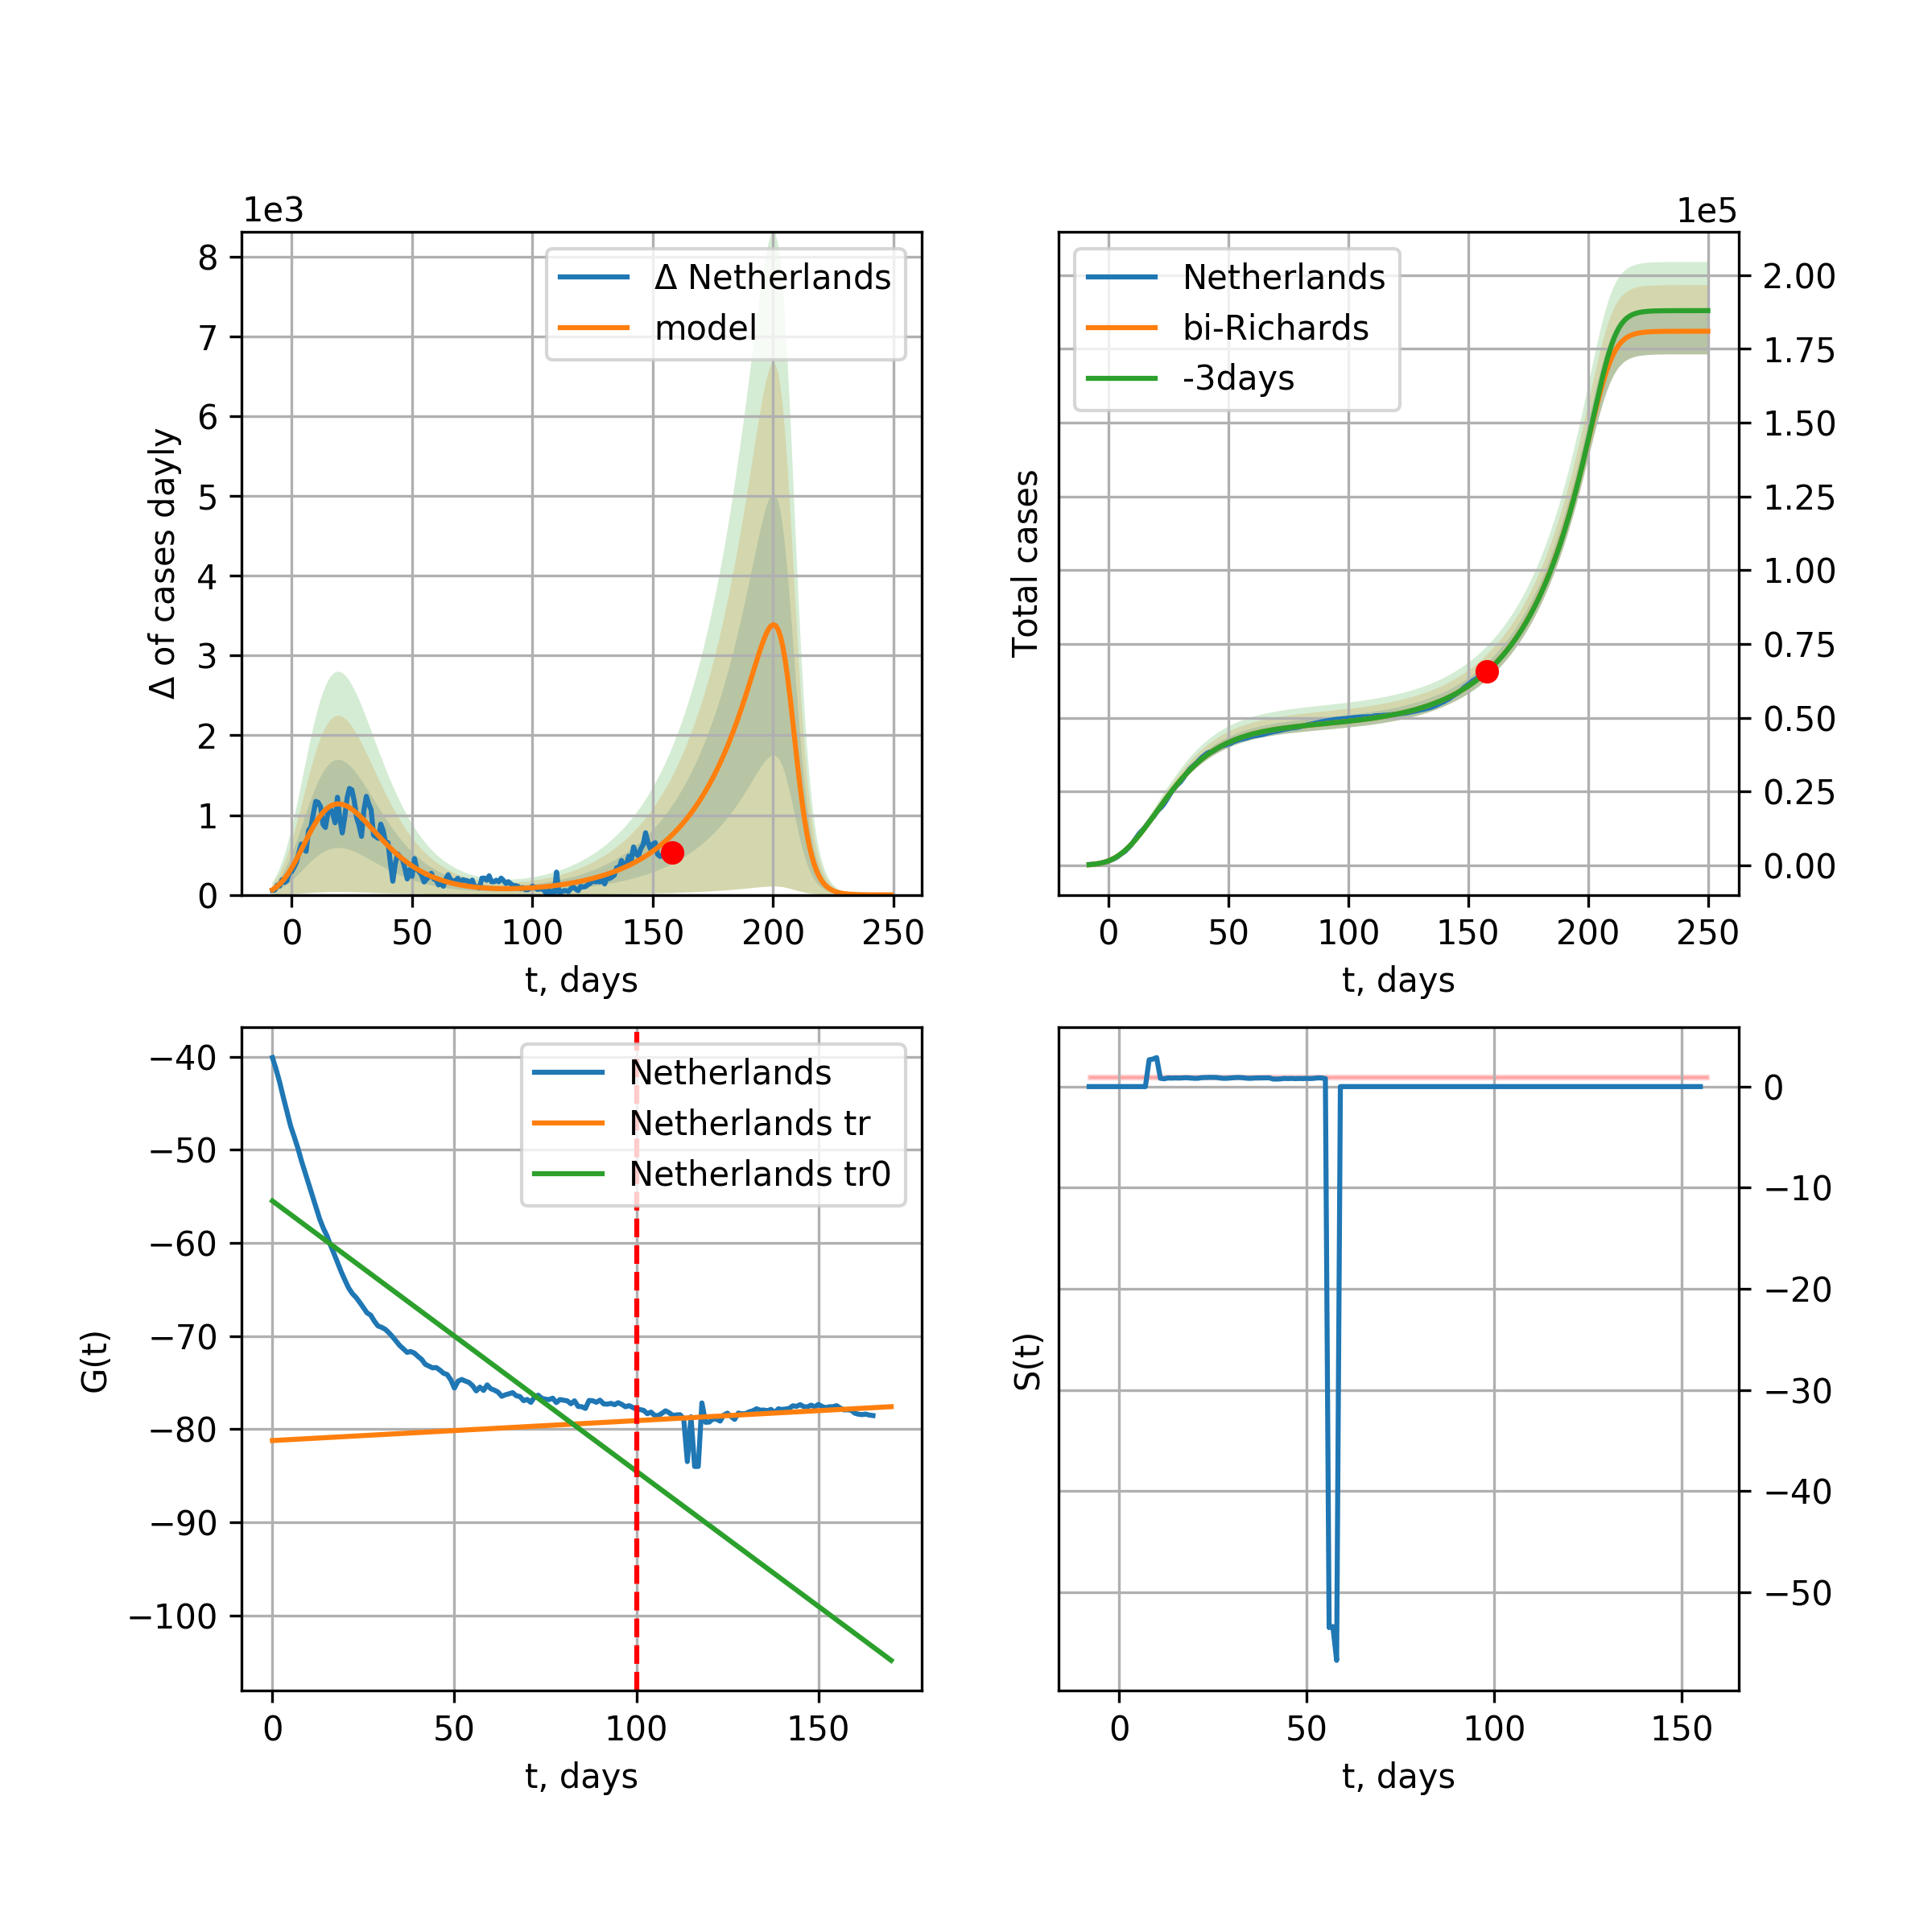 1e3
8
7
6
5
4
3
2
1
0
Δ of cases dayly
Δ Netherlands
model
0 50 100 150 200 250
t, days
1e5
2.00
1.75
1.50
1.25
1.00
0.75
0.50
0.25
0.00
Total cases
Netherlands
bi-Richards
-3days
0 50 100 150 200 250
t, days
−40
−50
−60
−70
−80
−90
−100
G(t)
Netherlands
Netherlands tr
Netherlands tr0
0 50 100 150
t, days
0
−10
−20
−30
−40
−50
S(t)
0 50 100 150
t, days